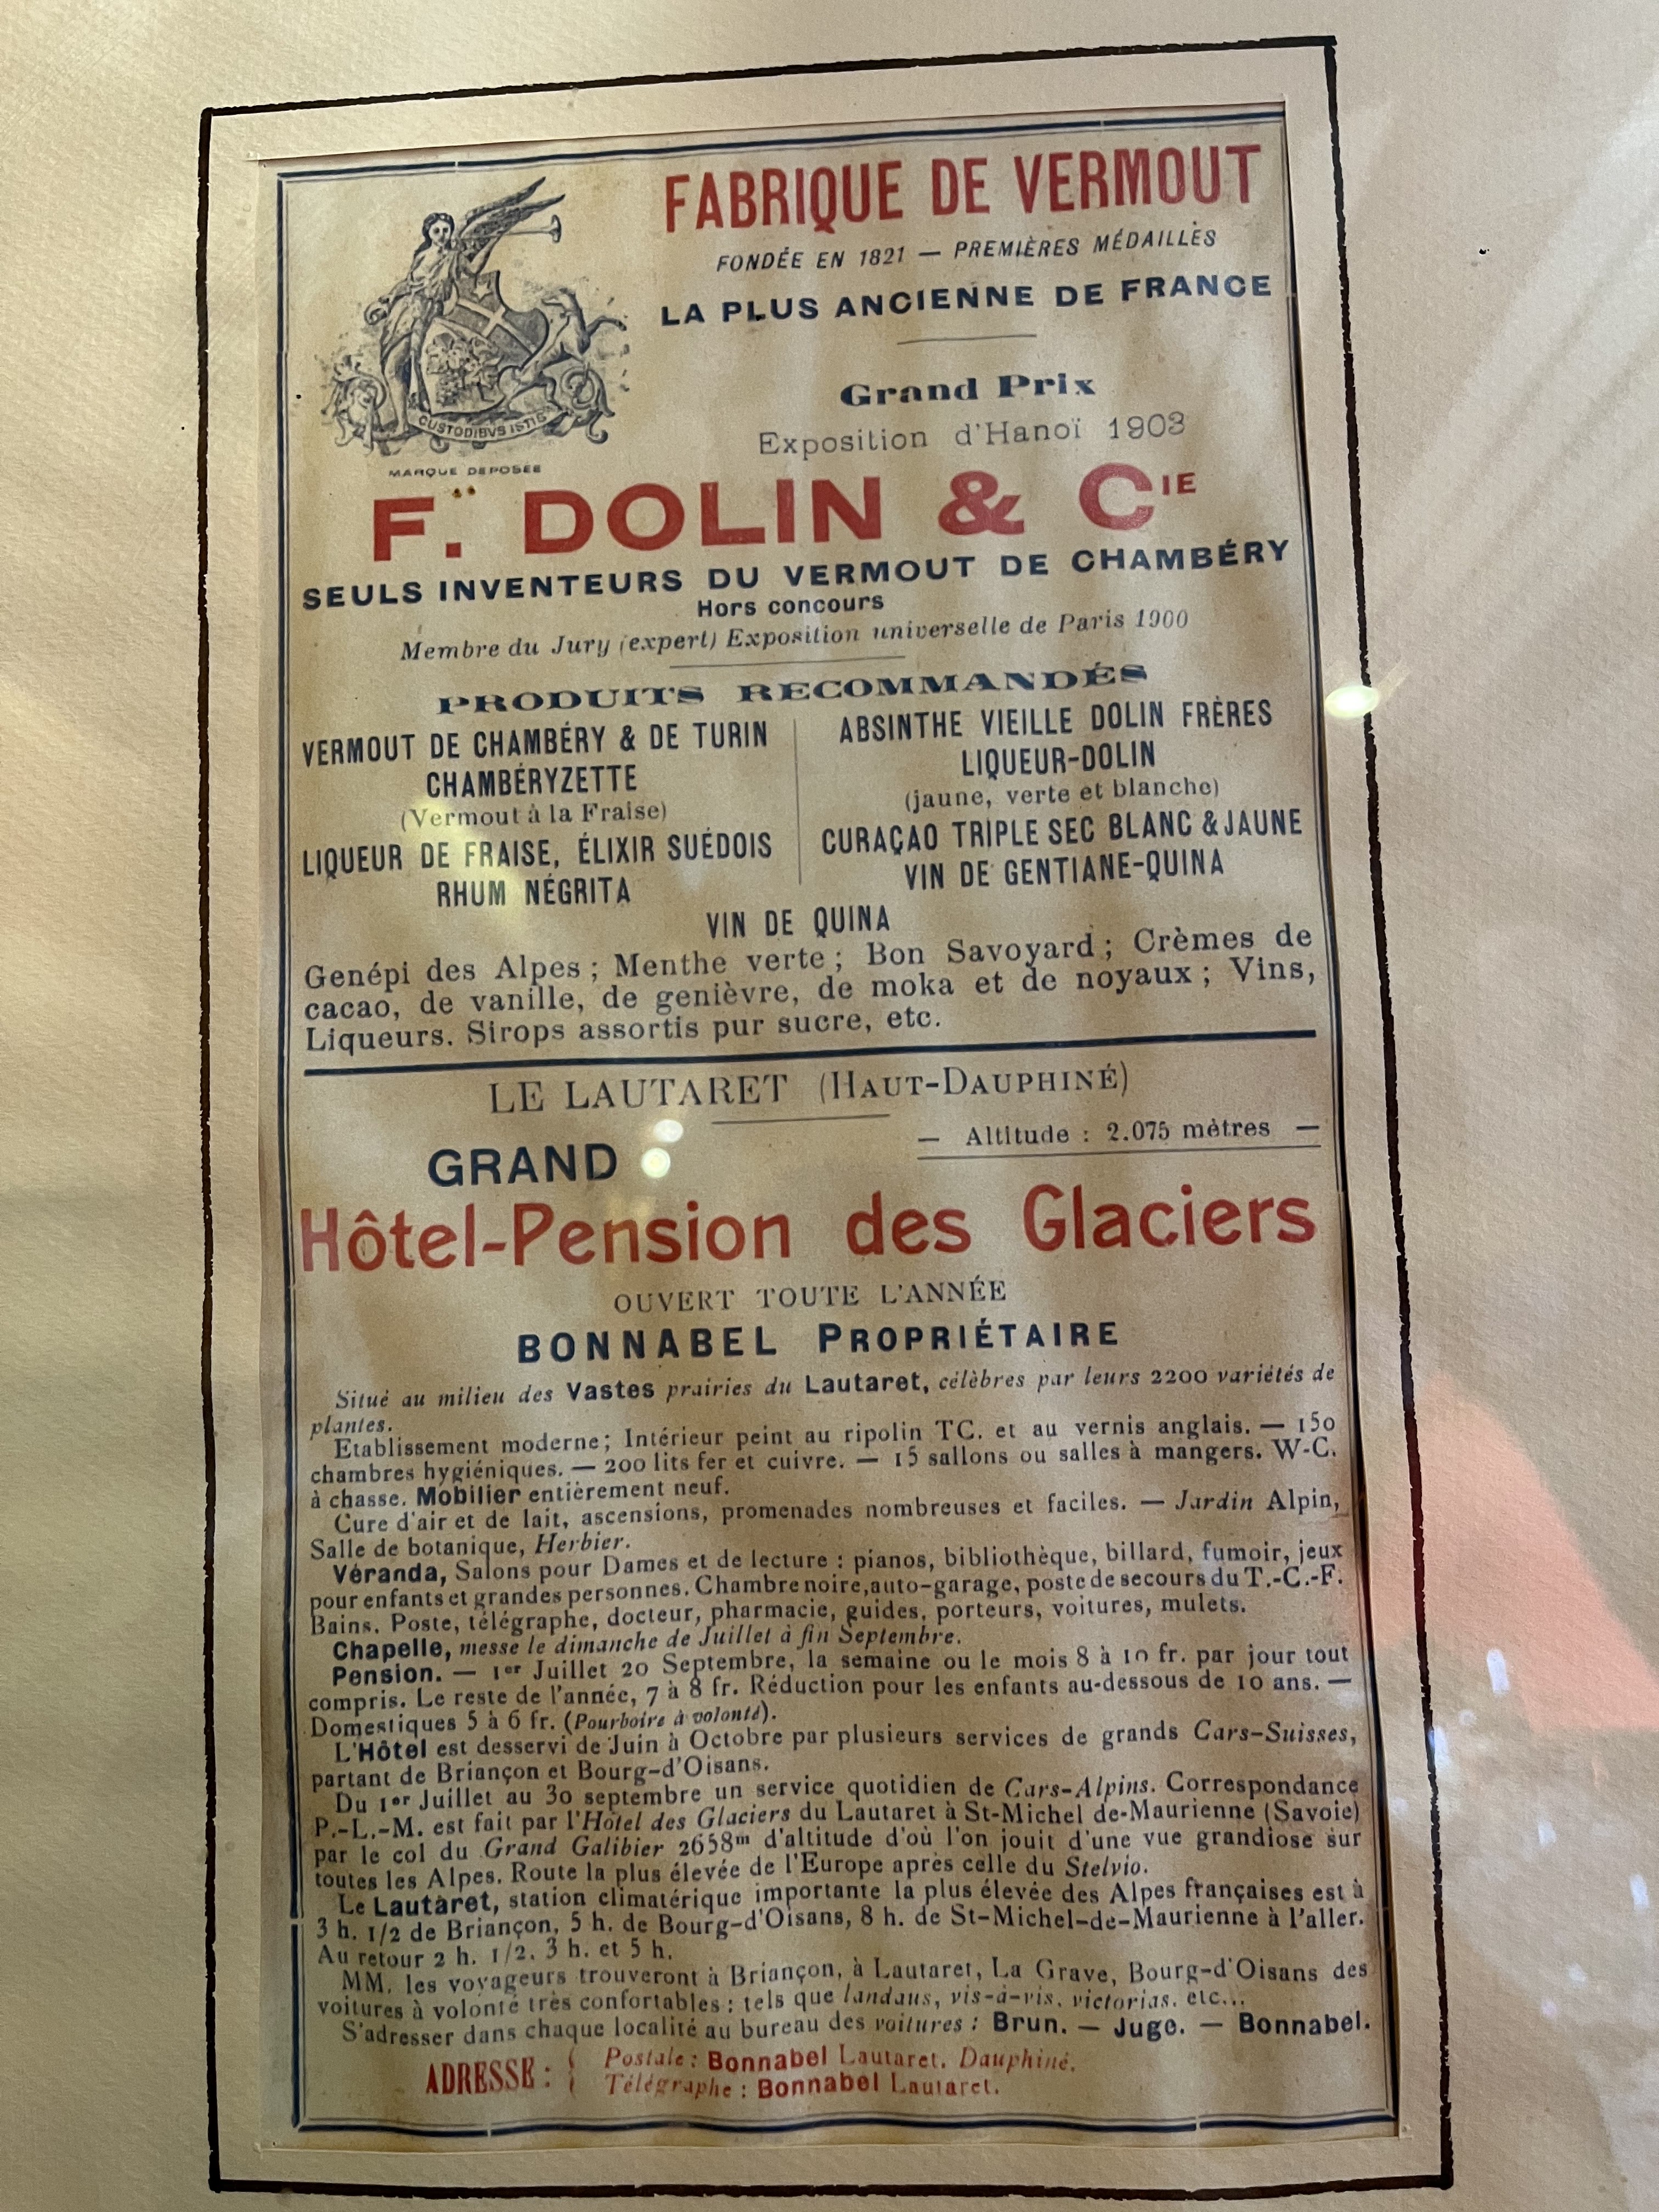 FABRIQUE DE VERMOUT
FONDÉE EN 1821 — PREMIÈRES MÉDAILLES
LA PLUS ANCIENNE DE FRANCE
Grand Prix
Exposition d'Hanoï 1903
CUSTODIBVS ISTIS
MARQUE DEPOSÉE
F. DOLIN & CIE
SEULS INVENTEURS DU VERMOUT DE CHAMBÉRY
Hors concours
Membre du Jury (expert) Exposition universelle de Paris 1900
PRODUITS RECOMMANDÉS
VERMOUT DE CHAMBÉRY & DE TURIN
CHAMBÉRYZETTE
(Vermout à la Fraise)
LIQUEUR DE FRAISE, ÉLIXIR SUÉDOIS
RHUM NÉGRITA
ABSINTHE VIEILLE DOLIN FRÈRES
LIQUEUR-DOLIN
(jaune, verte et blanche)
CURAÇAO TRIPLE SEC BLANC & JAUNE
VIN DE GENTIANE-QUINA
VIN DE QUINA
Genépi des Alpes ; Menthe verte ; Bon Savoyard ; Crèmes de
cacao, de vanille, de genièvre, de moka et de noyaux ; Vins,
Liqueurs. Sirops assortis pur sucre, etc.
LE LAUTARET (HAUT-DAUPHINÉ)
— Altitude : 2.075 mètres —
GRAND
Hôtel-Pension des Glaciers
OUVERT TOUTE L'ANNÉE
BONNABEL PROPRIÉTAIRE
Situé au milieu des Vastes prairies du Lautaret, célèbres par leurs 2200 variétés de
plantes.
Etablissement moderne; Intérieur peint au ripolin TC. et au vernis anglais. — 150
chambres hygiéniques. — 200 lits fer et cuivre. — 15 sallons ou salles à mangers. W-C.
à chasse. Mobilier entièrement neuf.
Cure d'air et de lait, ascensions, promenades nombreuses et faciles. — Jardin Alpin,
Salle de botanique, Herbier.
Véranda, Salons pour Dames et de lecture : pianos, bibliothèque, billard, fumoir, jeux
pour enfants et grandes personnes. Chambre noire, auto-garage, poste de secours du T.-C.-F.
Bains. Poste, télégraphe, docteur, pharmacie, guides, porteurs, voitures, mulets.
Chapelle, messe le dimanche de Juillet à fin Septembre.
Pension. — 1er Juillet 20 Septembre, la semaine ou le mois 8 à 10 fr. par jour tout
compris. Le reste de l'année, 7 à 8 fr. Réduction pour les enfants au-dessous de 10 ans. —
Domestiques 5 à 6 fr. (Pourboire à volonté).
L'Hôtel est desservi de Juin à Octobre par plusieurs services de grands Cars-Suisses,
partant de Briançon et Bourg-d'Oisans.
Du 1er Juillet au 30 septembre un service quotidien de Cars-Alpins. Correspondance
P.-L.-M. est fait par l'Hôtel des Glaciers du Lautaret à St-Michel de-Maurienne (Savoie)
par le col du Grand Galibier 2658m d'altitude d'où l'on jouit d'une vue grandiose sur
toutes les Alpes. Route la plus élevée de l'Europe après celle du Stelvio.
Le Lautaret, station climatérique importante la plus élevée des Alpes françaises est à
3 h. 1/2 de Briançon, 5 h. de Bourg-d'Oisans, 8 h. de St-Michel-de-Maurienne à l'aller.
Au retour 2 h. 1/2. 3 h. et 5 h.
MM. les voyageurs trouveront à Briançon, à Lautaret, La Grave, Bourg-d'Oisans des
voitures à volonté très confortables : tels que landaus, vis-à-vis, victorias, etc...
S'adresser dans chaque localité au bureau des voitures : Brun. — Juge. — Bonnabel.
ADRESSE : { Postale : Bonnabel Lautaret. Dauphiné.
Télégraphe : Bonnabel Lautaret.